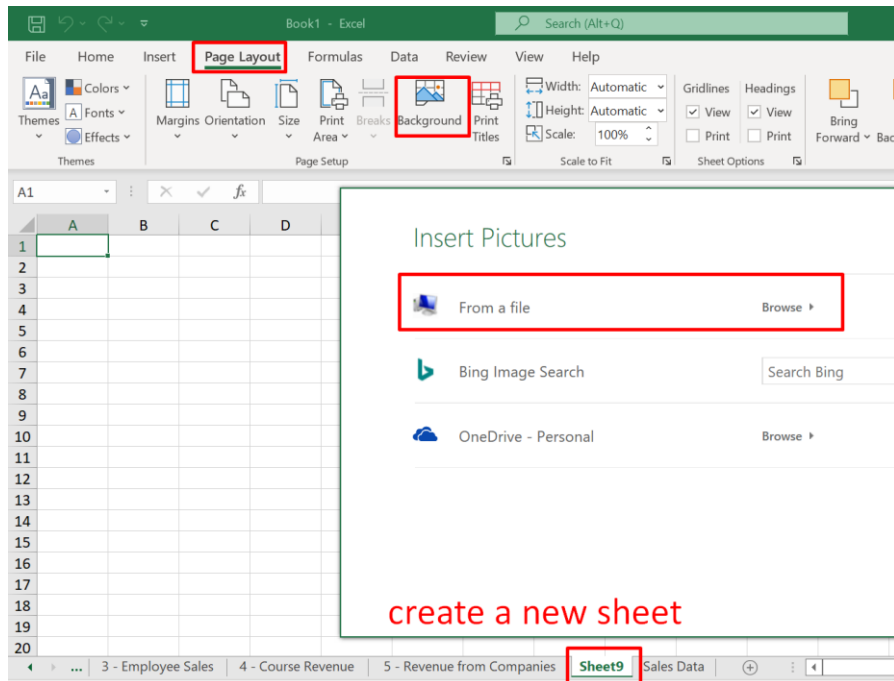 Book1 - Excel
Search (Alt+Q)
File Home Insert Page Layout Formulas Data Review View Help
Aa
Themes
Colors
A Fonts
Effects
Margins
Orientation
Size
Print Area
Breaks
Background
Print Titles
Width: Automatic
Height: Automatic
Scale: 100%
Gridlines
View
Print
Headings
View
Print
Bring Forward
Themes
Page Setup
Scale to Fit
Sheet Options
A1
fx
A B C D
1
2
3
4
5
6
7
8
9
10
11
12
13
14
15
16
17
18
19
20
Insert Pictures
From a file Browse
Bing Image Search Search Bing
OneDrive - Personal Browse
create a new sheet
... 3 - Employee Sales 4 - Course Revenue 5 - Revenue from Companies Sheet9 Sales Data